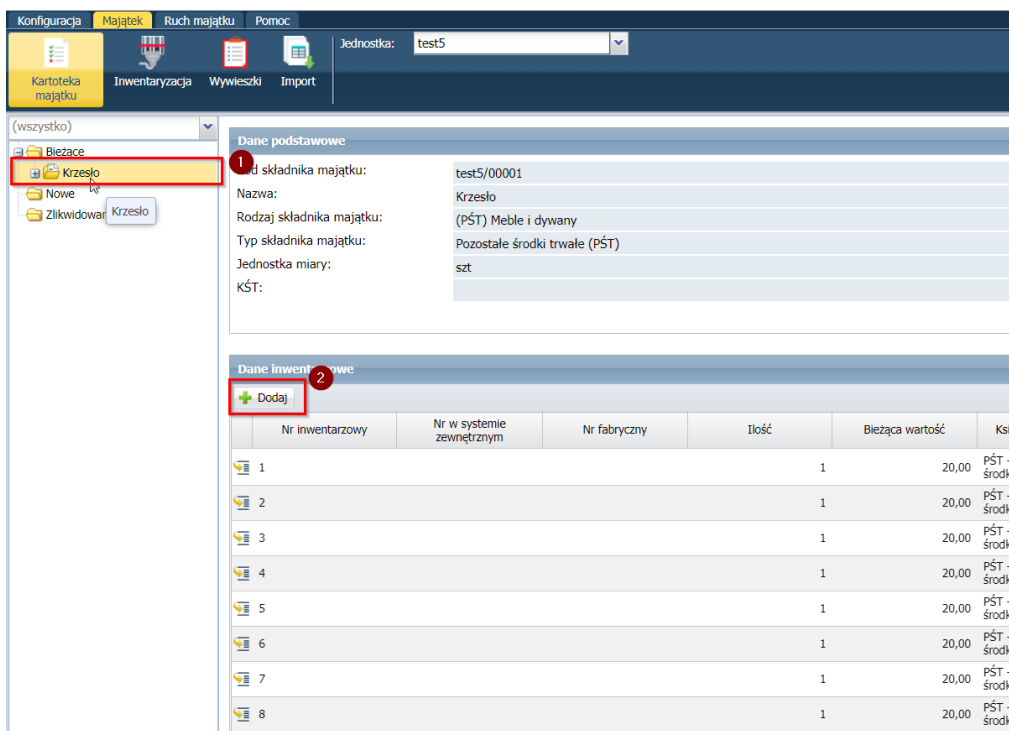 Konfiguracja Majątek Ruch majątku Pomoc
Kartoteka majątku
Inwentaryzacja
Wywieszki
Import
Jednostka: test5
(wszystko)
Bieżące
Krzesło
Nowe
Krzesło
1
Dane podstawowe
składnika majątku: test5/00001
Nazwa: Krzesło
Rodzaj składnika majątku: (PŚT) Meble i dywany
Typ składnika majątku: Pozostałe środki trwałe (PŚT)
Jednostka miary: szt
KŚT:
Dane
2
Dodaj
Nr inwentarzowy Nr w systemie zewnętrznym Nr fabryczny Ilość Bieżąca wartość
1 1 20,00 PŚT -
2 1 20,00 PŚT -
3 1 20,00 PŚT -
4 1 20,00 PŚT -
5 1 20,00 PŚT -
6 1 20,00 PŚT -
7 1 20,00 PŚT -
8 1 20,00 PŚT -